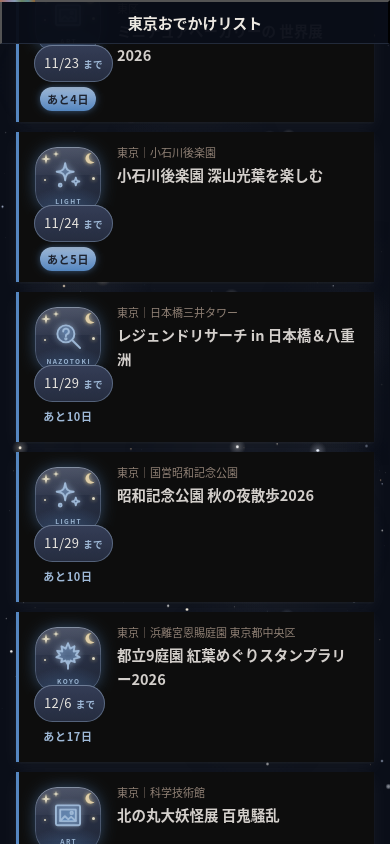 東京おでかけリスト
2026
11/23 まで
あと4日
東京｜小石川後楽園
小石川後楽園 深山光葉を楽しむ
LIGHT
11/24 まで
あと5日
東京｜日本橋三井タワー
レジェンドリサーチ in 日本橋＆八重
洲
NAZOTOKI
11/29 まで
あと10日
東京｜国営昭和記念公園
昭和記念公園 秋の夜散歩2026
LIGHT
11/29 まで
あと10日
東京｜浜離宮恩賜庭園 東京都中央区
都立9庭園 紅葉めぐりスタンプラリ
ー2026
KOYO
12/6 まで
あと17日
東京｜科学技術館
北の丸大妖怪展 百鬼騒乱
ART